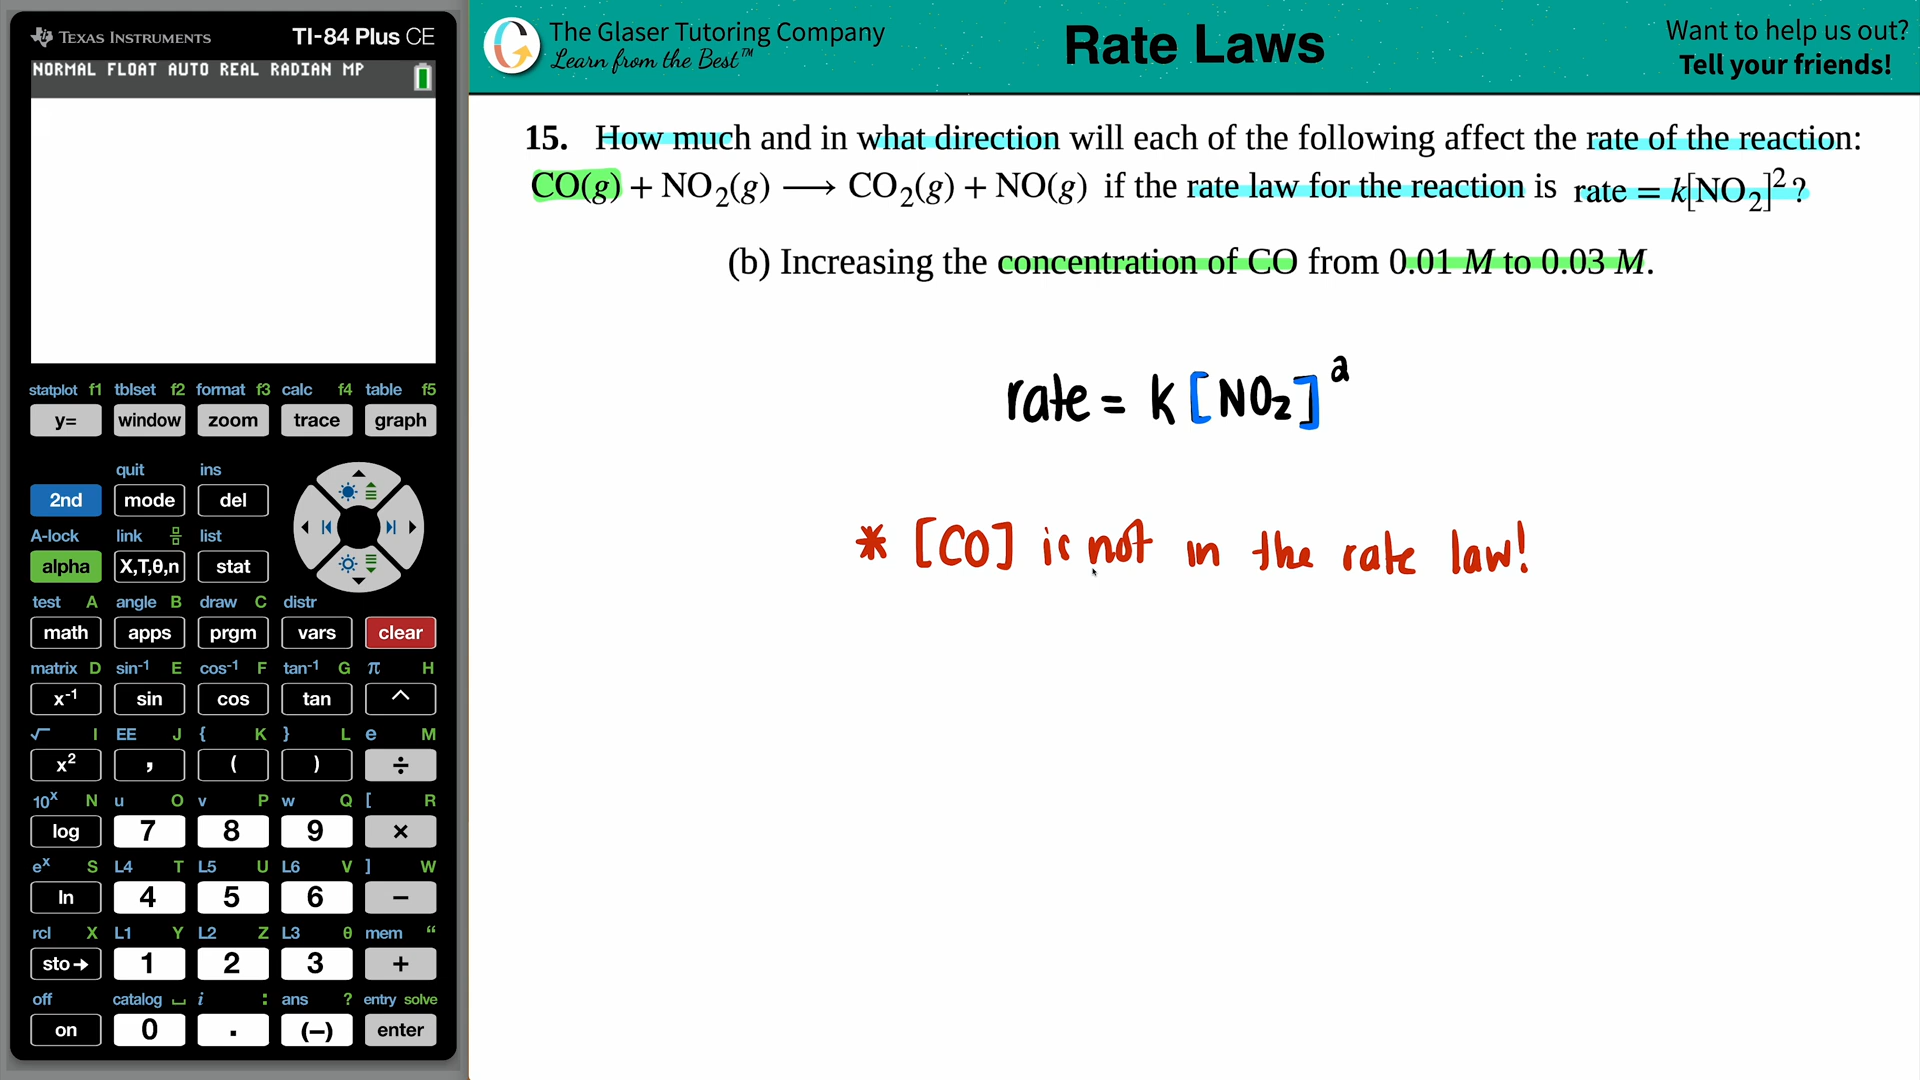 TEXAS INSTRUMENTS TI-84 Plus CE
NORMAL FLOAT AUTO REAL RADIAN MP
statplot f1 tblset f2 format f3 calc f4 table f5
y= window zoom trace graph
quit ins
2nd mode del
A-lock link list
alpha X,T,θ,n stat
test A angle B draw C distr
math apps prgm vars clear
matrix D sin⁻¹ E cos⁻¹ F tan⁻¹ G π H
x⁻¹ sin cos tan ^
√ I EE J { K } L e M
x² , ( ) ÷
10ˣ N u O v P w Q [ R
log 7 8 9 ×
eˣ S L4 T L5 U L6 V ] W
ln 4 5 6 −
rcl X L1 Y L2 Z L3 θ mem “
sto→ 1 2 3 +
off catalog ⎵ i : ans ? entry solve
on 0 . (−) enter
The Glaser Tutoring Company
Learn from the Best™
Rate Laws
Want to help us out?
Tell your friends!
15. How much and in what direction will each of the following affect the rate of the reaction:
CO(g) + NO₂(g) ⟶ CO₂(g) + NO(g) if the rate law for the reaction is rate = k[NO₂]²?
(b) Increasing the concentration of CO from 0.01 M to 0.03 M.
rate = k [NO₂]²
* [CO] is not in the rate law!